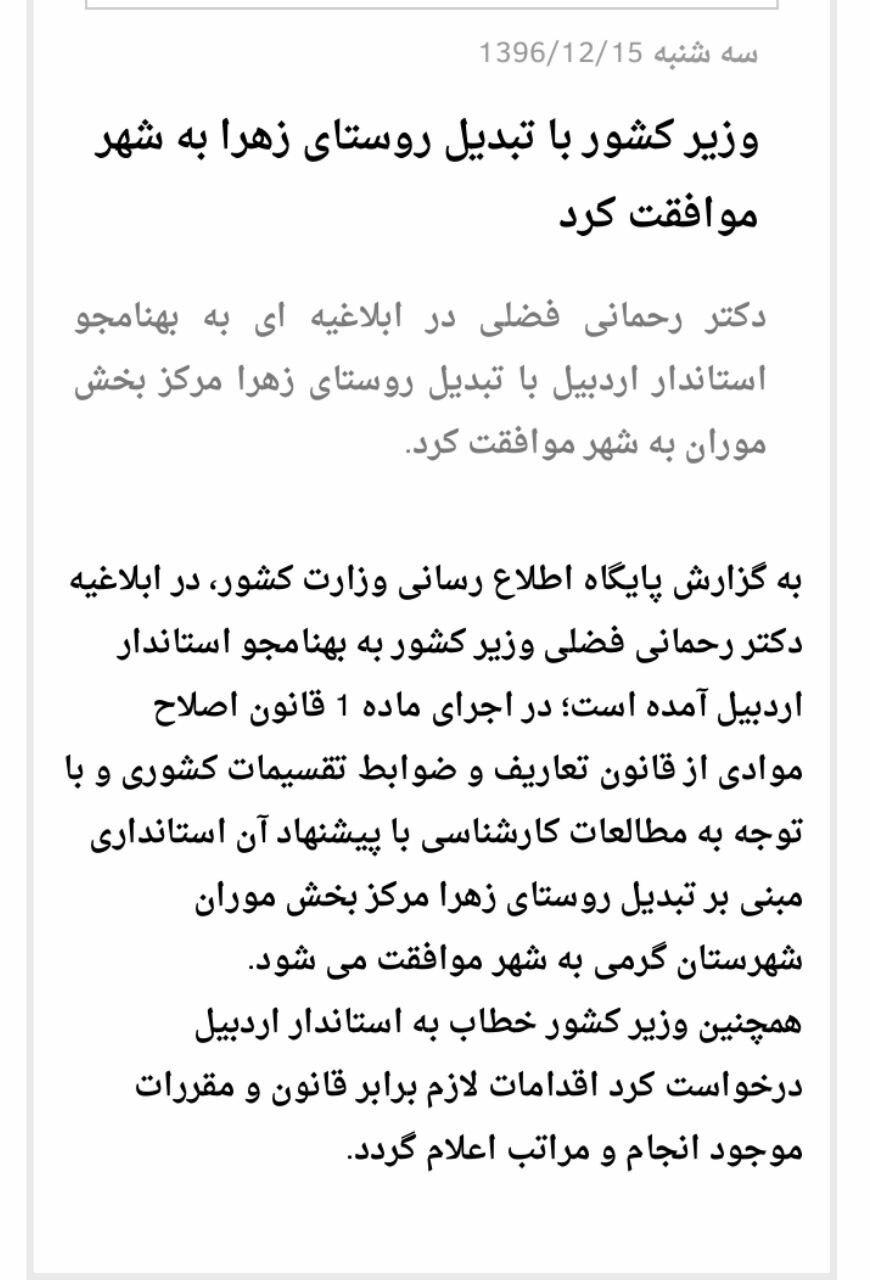 سه شنبه 1396/12/15
وزیر کشور با تبدیل روستای زهرا به شهر
موافقت کرد
دکتر رحمانی فضلی در ابلاغیه ای به بهنامجو
استاندار اردبیل با تبدیل روستای زهرا مرکز بخش
موران به شهر موافقت کرد.
به گزارش پایگاه اطلاع رسانی وزارت کشور، در ابلاغیه
دکتر رحمانی فضلی وزیر کشور به بهنامجو استاندار
اردبیل آمده است؛ در اجرای ماده 1 قانون اصلاح
موادی از قانون تعاریف و ضوابط تقسیمات کشوری و با
توجه به مطالعات کارشناسی با پیشنهاد آن استانداری
مبنی بر تبدیل روستای زهرا مرکز بخش موران
شهرستان گرمی به شهر موافقت می شود.
همچنین وزیر کشور خطاب به استاندار اردبیل
درخواست کرد اقدامات لازم برابر قانون و مقررات
موجود انجام و مراتب اعلام گردد.